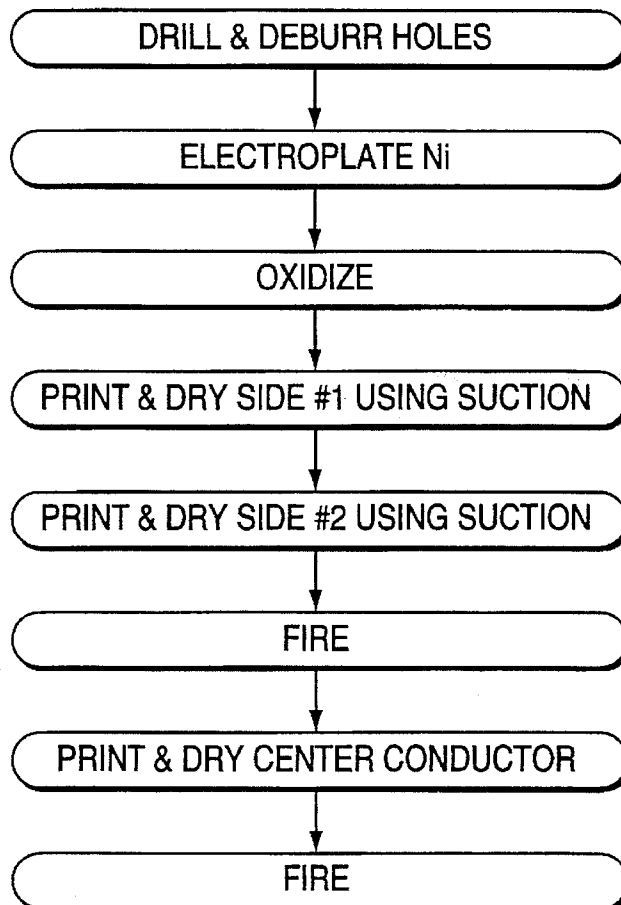 DRILL & DEBURR HOLES
ELECTROPLATE Ni
OXIDIZE
PRINT & DRY SIDE #1 USING SUCTION
PRINT & DRY SIDE #2 USING SUCTION
FIRE
PRINT & DRY CENTER CONDUCTOR
FIRE